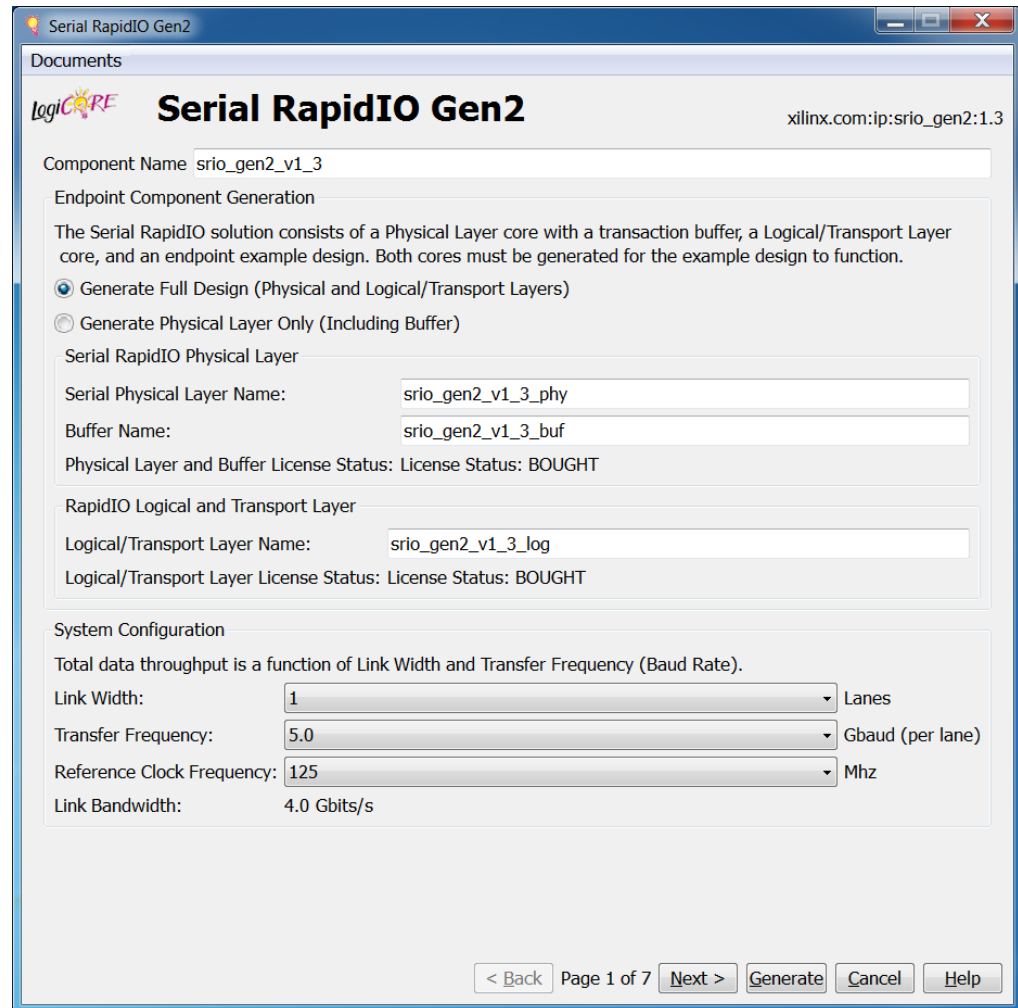 Serial RapidIO Gen2
Documents
LogiCORE
Serial RapidIO Gen2
xilinx.com:ip:srio_gen2:1.3
Component Name srio_gen2_v1_3
Endpoint Component Generation
The Serial RapidIO solution consists of a Physical Layer core with a transaction buffer, a Logical/Transport Layer
core, and an endpoint example design. Both cores must be generated for the example design to function.
Generate Full Design (Physical and Logical/Transport Layers)
Generate Physical Layer Only (Including Buffer)
Serial RapidIO Physical Layer
Serial Physical Layer Name: srio_gen2_v1_3_phy
Buffer Name: srio_gen2_v1_3_buf
Physical Layer and Buffer License Status: License Status: BOUGHT
RapidIO Logical and Transport Layer
Logical/Transport Layer Name: srio_gen2_v1_3_log
Logical/Transport Layer License Status: License Status: BOUGHT
System Configuration
Total data throughput is a function of Link Width and Transfer Frequency (Baud Rate).
Link Width: 1 Lanes
Transfer Frequency: 5.0 Gbaud (per lane)
Reference Clock Frequency: 125 Mhz
Link Bandwidth: 4.0 Gbits/s
< Back Page 1 of 7 Next > Generate Cancel Help